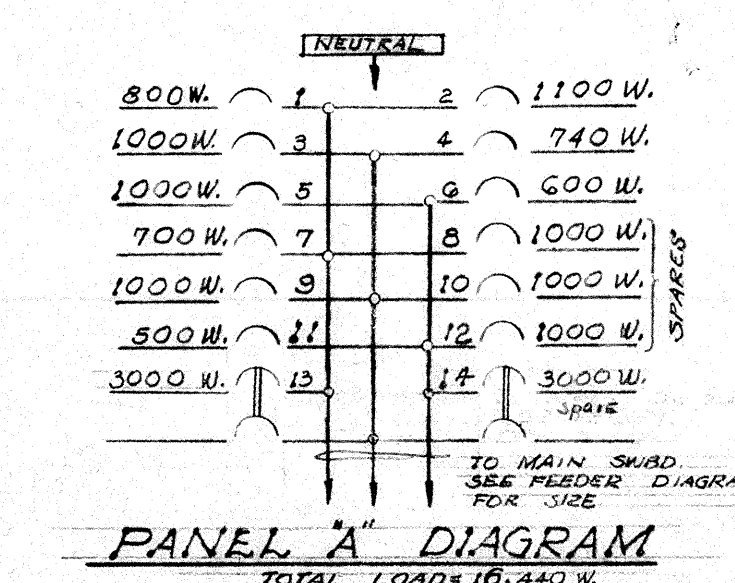 NEUTRAL
800W. 1 2 1100 W.
1000W. 3 4 740 W.
1000W. 5 6 600 W.
700 W. 7 8 1000 W.
1000 W. 9 10 1000 W.
500 W. 11 12 1000 W.
SPARES
3000 W. 13 14 3000 W.
spare
TO MAIN SWBD.
SEE FEEDER DIAGRA
FOR SIZE
PANEL "A" DIAGRAM
TOTAL LOAD = 16,440 W.